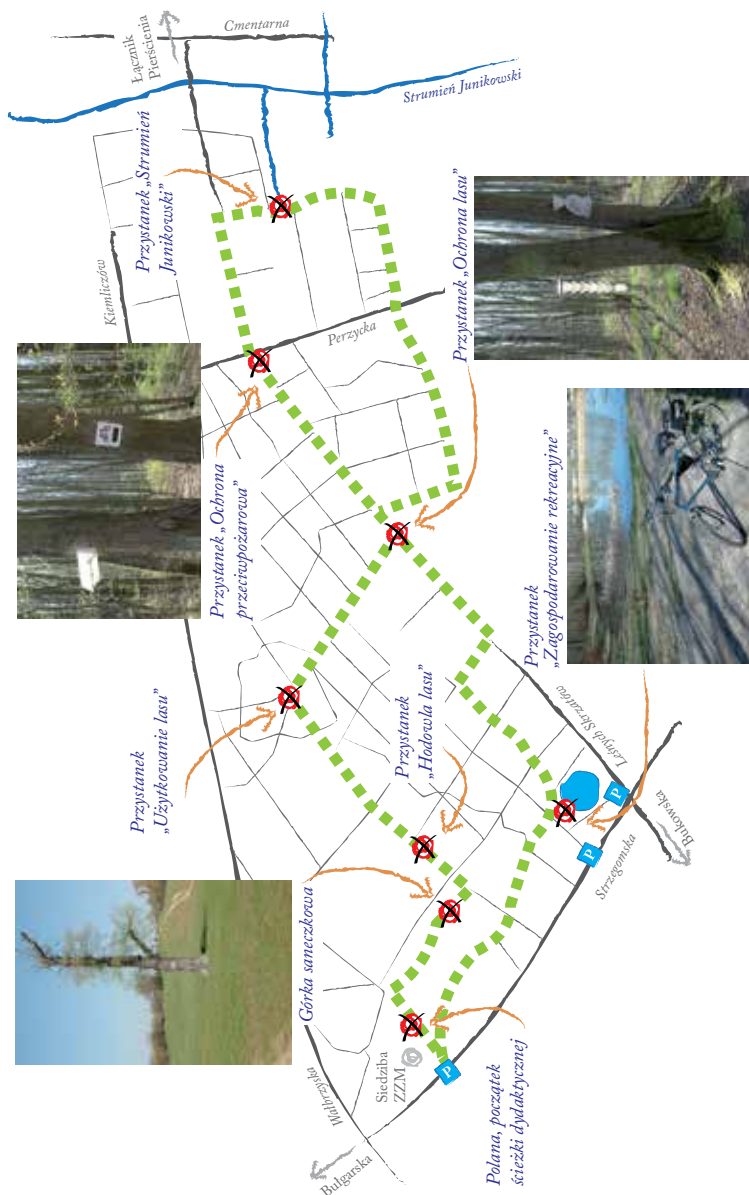 Łącznik
Pierścienia
Cmentarna
Strumień Junikowski
Przystanek „Strumień
Junikowski”
Kiemliczów
Przystanek „Ochrona lasu”
Perzycka
Przystanek „Ochrona
przeciwpożarowa”
Przystanek
„Zagospodarowanie rekreacyjne”
Przystanek
„Użytkowanie lasu”
Przystanek
„Hodowla lasu”
Leśnych Skrzatów
P
Bukowska
P
Strzegomska
Górka saneczkowa
Siedziba
ZZM
P
Wałbrzyska
Polana, początek
ścieżki dydaktycznej
Bułgarska